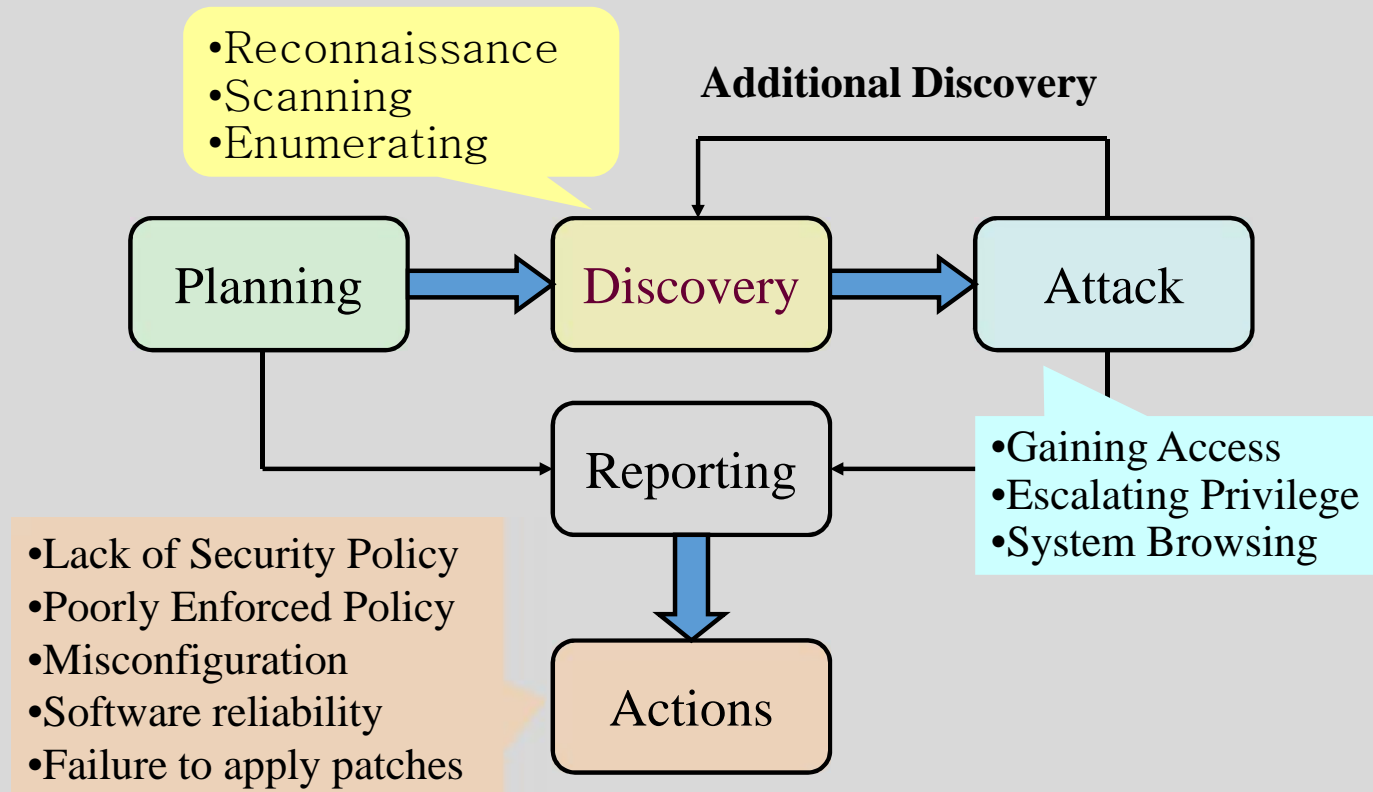 •Reconnaissance
•Scanning
•Enumerating
Additional Discovery
Planning
Discovery
Attack
Reporting
•Gaining Access
•Escalating Privilege
•System Browsing
•Lack of Security Policy
•Poorly Enforced Policy
•Misconfiguration
•Software reliability
•Failure to apply patches
Actions